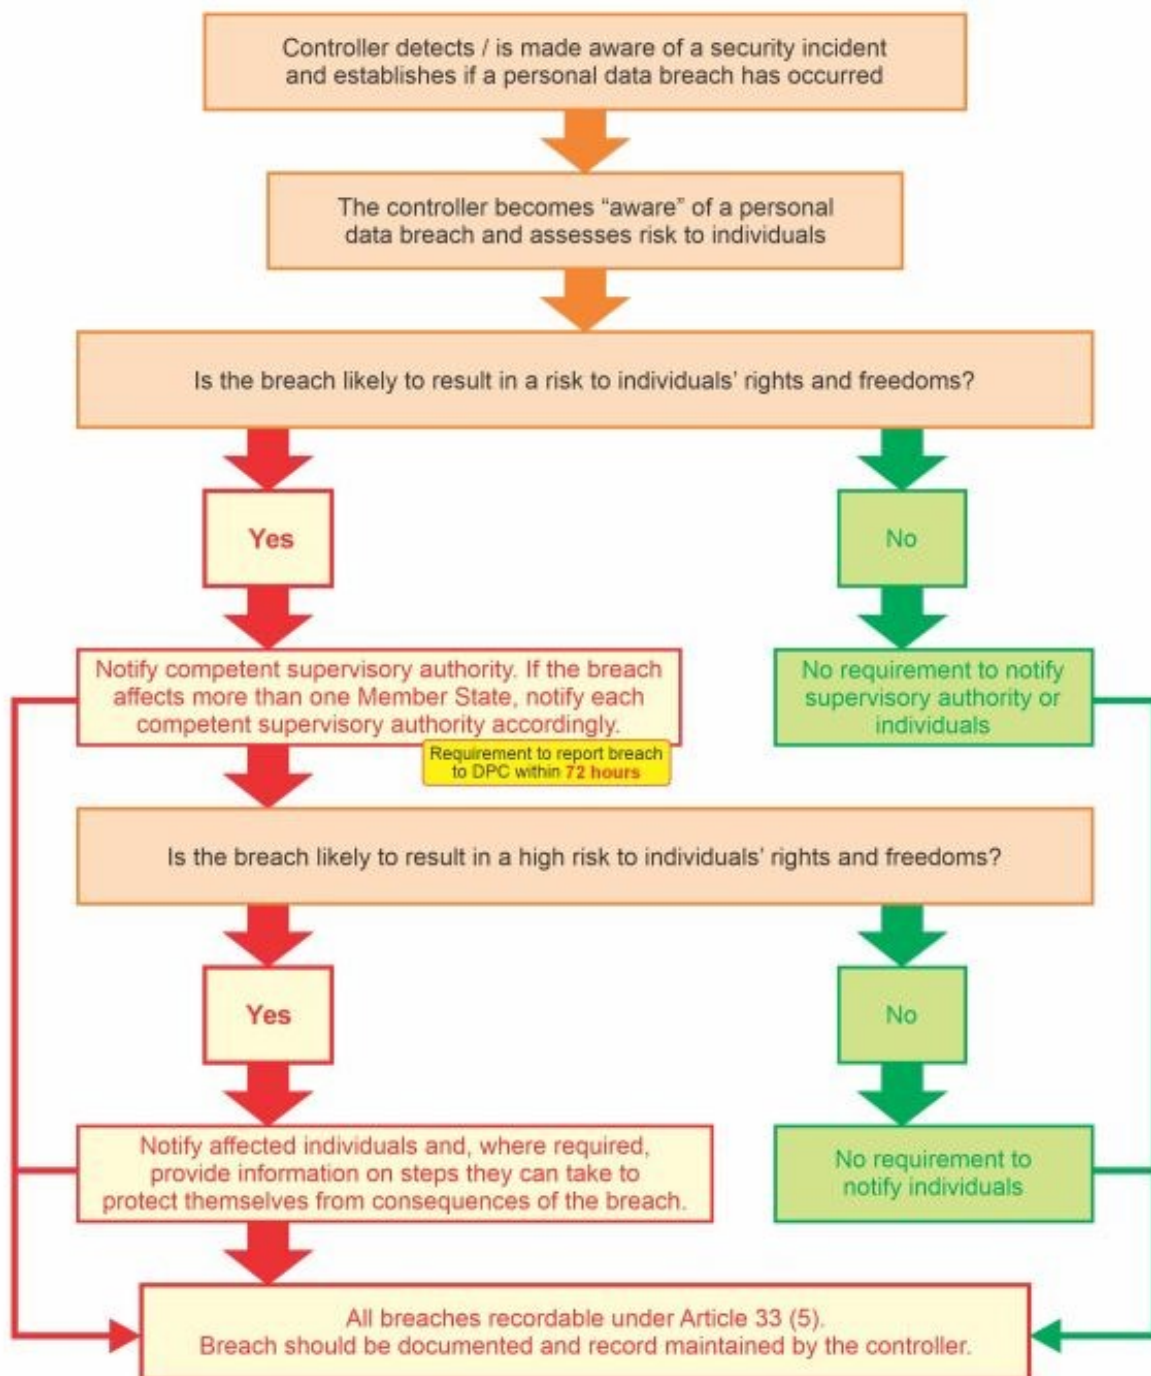 Controller detects / is made aware of a security incident
and establishes if a personal data breach has occurred
The controller becomes “aware” of a personal
data breach and assesses risk to individuals
Is the breach likely to result in a risk to individuals’ rights and freedoms?
Yes
No
Notify competent supervisory authority. If the breach
affects more than one Member State, notify each
competent supervisory authority accordingly.
No requirement to notify
supervisory authority or
individuals
Requirement to report breach
to DPC within 72 hours
Is the breach likely to result in a high risk to individuals’ rights and freedoms?
Yes
No
Notify affected individuals and, where required,
provide information on steps they can take to
protect themselves from consequences of the breach.
No requirement to
notify individuals
All breaches recordable under Article 33 (5).
Breach should be documented and record maintained by the controller.